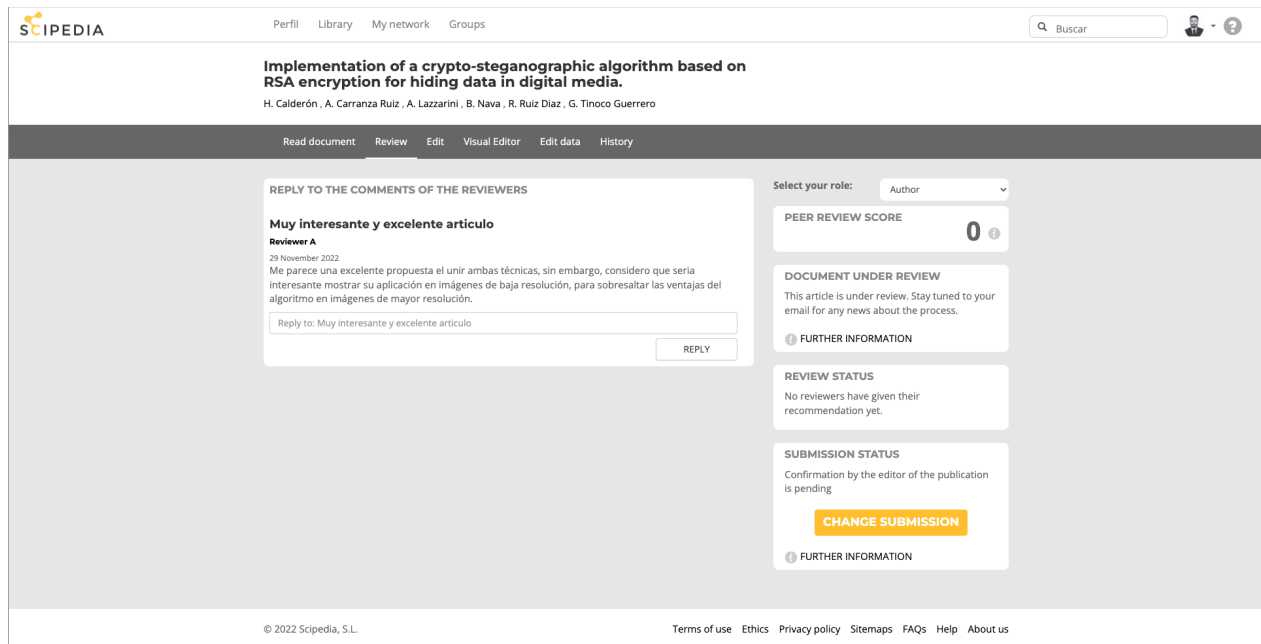 SCIPEDIA
Perfil Library My network Groups
Buscar
Implementation of a crypto-steganographic algorithm based on
RSA encryption for hiding data in digital media.
H. Calderón , A. Carranza Ruiz , A. Lazzarini , B. Nava , R. Ruiz Diaz , G. Tinoco Guerrero
Read document Review Edit Visual Editor Edit data History
REPLY TO THE COMMENTS OF THE REVIEWERS
Muy interesante y excelente articulo
Reviewer A
29 November 2022
Me parece una excelente propuesta el unir ambas técnicas, sin embargo, considero que seria
interesante mostrar su aplicación en imágenes de baja resolución, para sobresaltar las ventajas del
algoritmo en imágenes de mayor resolución.
Reply to: Muy interesante y excelente articulo
REPLY
Select your role:
Author
PEER REVIEW SCORE
0
DOCUMENT UNDER REVIEW
This article is under review. Stay tuned to your
email for any news about the process.
FURTHER INFORMATION
REVIEW STATUS
No reviewers have given their
recommendation yet.
SUBMISSION STATUS
Confirmation by the editor of the publication
is pending
CHANGE SUBMISSION
FURTHER INFORMATION
© 2022 Scipedia, S.L.
Terms of use Ethics Privacy policy Sitemaps FAQs Help About us